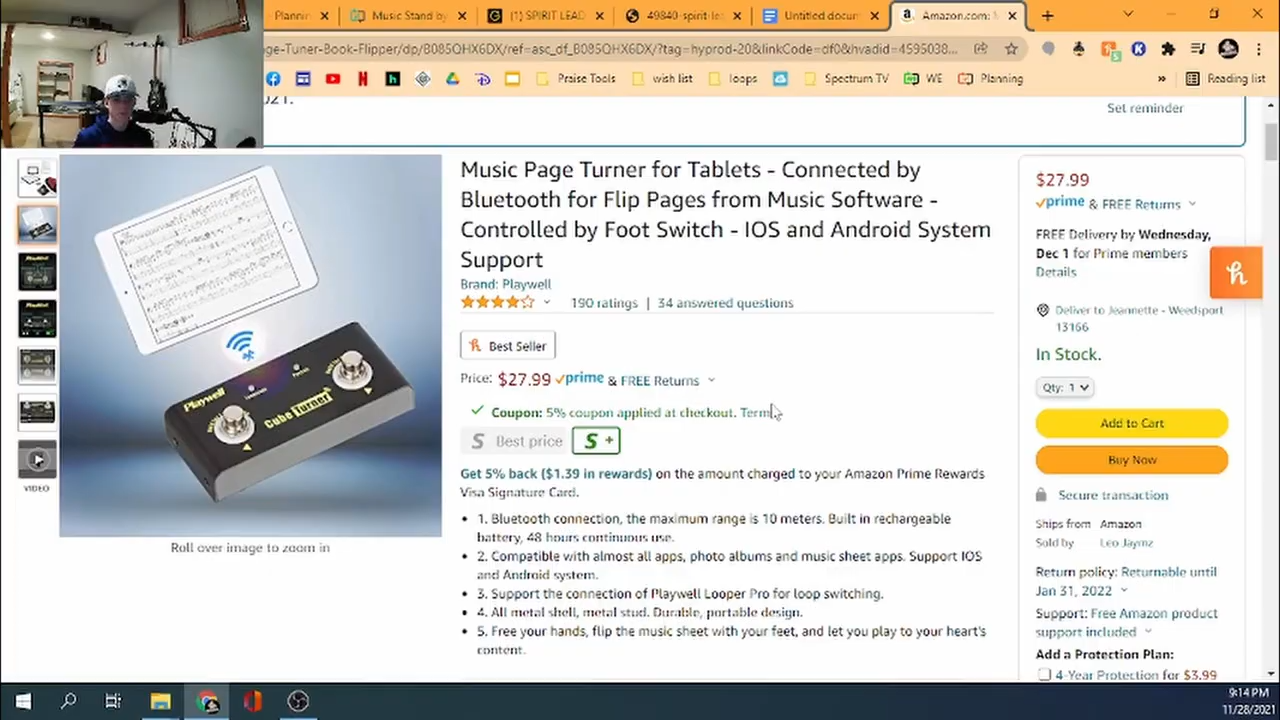 Plannin
Music Stand by
(1) SPIRIT LEAD
49840-spirit-lea
Untitled docum
Amazon.com: M
ge-Tuner-Book-Flipper/dp/B085QHX6DX/ref=asc_df_B085QHX6DX/?tag=hyprod-20&linkCode=df0&hvadid=4595038...
Praise Tools
wish list
loops
Spectrum TV
WE
Planning
»
Reading list
2021.
Set reminder
Music Page Turner for Tablets - Connected by
Bluetooth for Flip Pages from Music Software -
Controlled by Foot Switch - IOS and Android System
Support
Brand: Playwell
190 ratings | 34 answered questions
Best Seller
Price: $27.99 prime & FREE Returns
Coupon: 5% coupon applied at checkout. Terms
S Best price S +
Get 5% back ($1.39 in rewards) on the amount charged to your Amazon Prime Rewards
Visa Signature Card.
• 1. Bluetooth connection, the maximum range is 10 meters. Built in rechargeable
battery, 48 hours continuous use.
• 2. Compatible with almost all apps, photo albums and music sheet apps. Support IOS
and Android system.
• 3. Support the connection of Playwell Looper Pro for loop switching.
• 4. All metal shell, metal stud. Durable, portable design.
• 5. Free your hands, flip the music sheet with your feet, and let you play to your heart's
content.
Playwell
Cube Turner
VIDEO
Roll over image to zoom in
$27.99
prime & FREE Returns
FREE Delivery by Wednesday,
Dec 1 for Prime members
Details
Deliver to Jeannette - Weedsport
13166
In Stock.
Qty: 1
Add to Cart
Buy Now
Secure transaction
Ships from Amazon
Sold by Leo Jaymz
Return policy: Returnable until
Jan 31, 2022
Support: Free Amazon product
support included
Add a Protection Plan:
4-Year Protection for $3.99
9:14 PM
11/28/2021